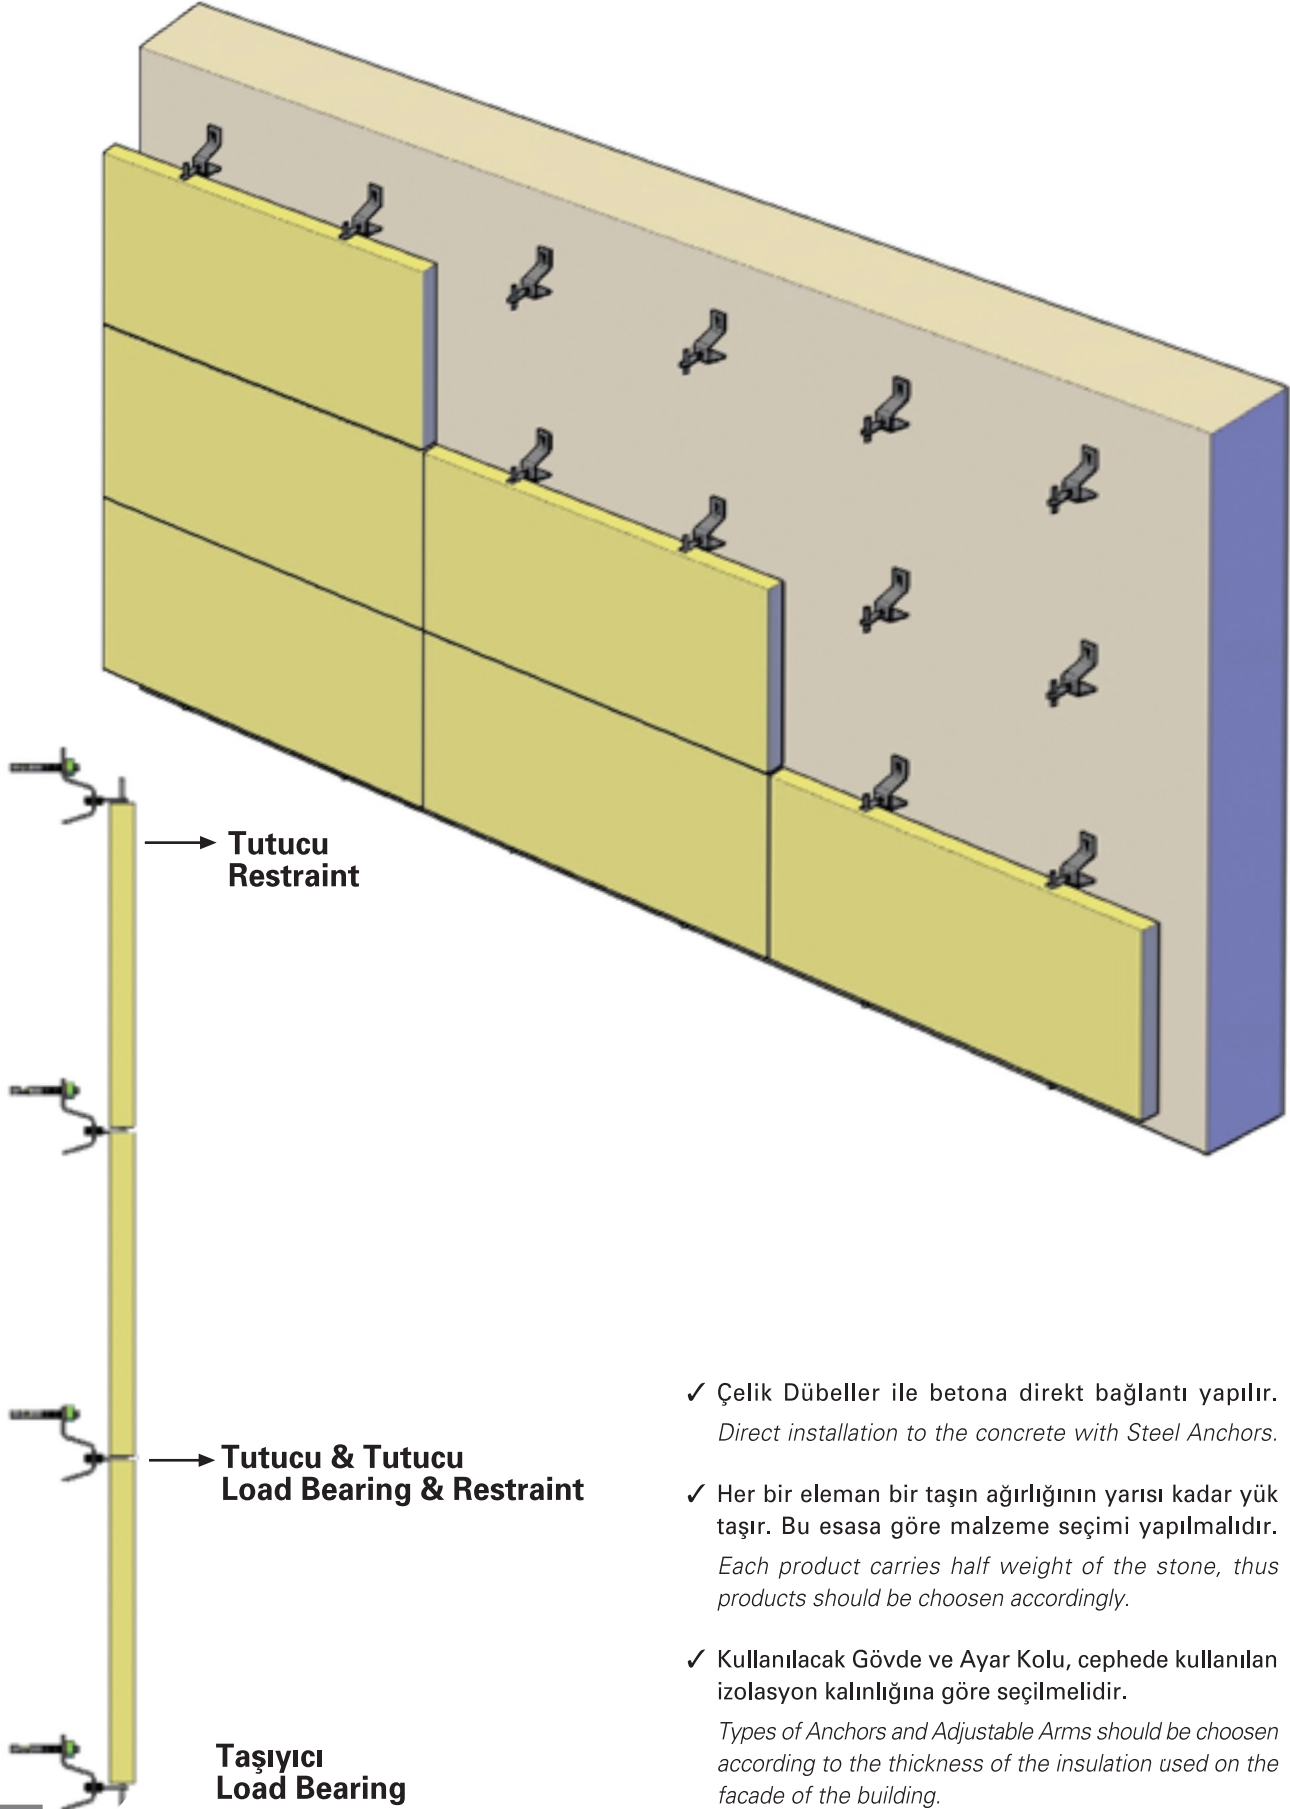 Tutucu
Restraint
Tutucu & Tutucu
Load Bearing & Restraint
Taşıyıcı
Load Bearing
✓ Çelik Dübeller ile betona direkt bağlantı yapılır.
Direct installation to the concrete with Steel Anchors.
✓ Her bir eleman bir taşın ağırlığının yarısı kadar yük
taşır. Bu esasa göre malzeme seçimi yapılmalıdır.
Each product carries half weight of the stone, thus
products should be choosen accordingly.
✓ Kullanılacak Gövde ve Ayar Kolu, cephede kullanılan
izolasyon kalınlığına göre seçilmelidir.
Types of Anchors and Adjustable Arms should be choosen
according to the thickness of the insulation used on the
facade of the building.